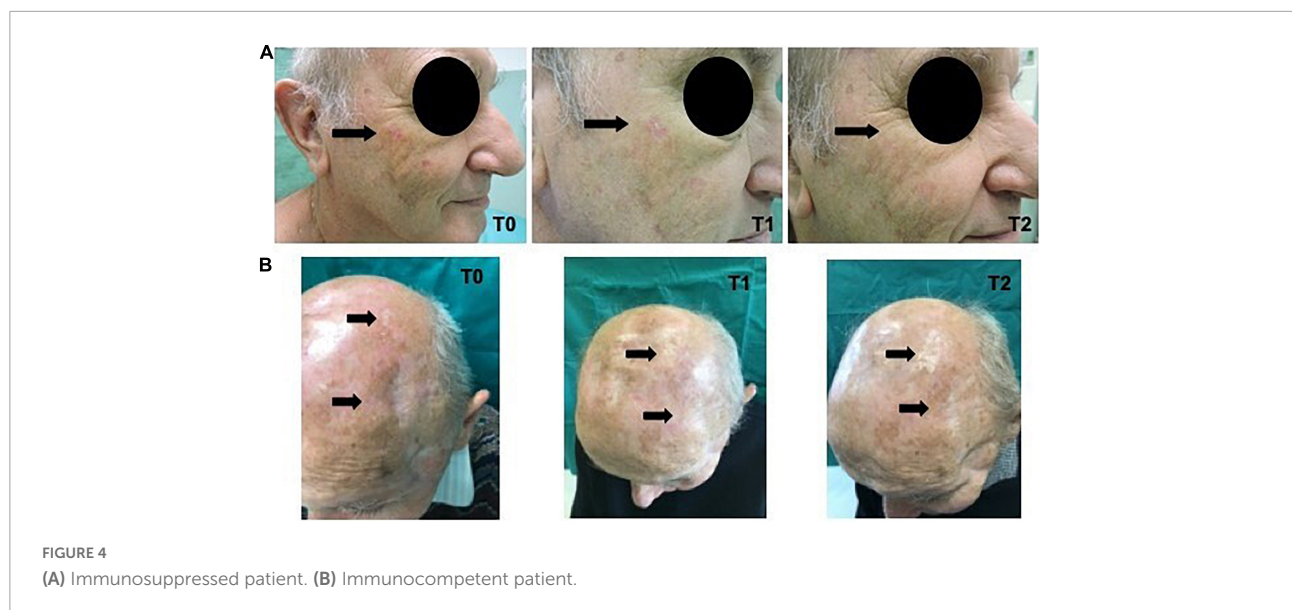 A
T0
T1
T2
B
T0
T1
T2
FIGURE 4
(A) Immunosuppressed patient. (B) Immunocompetent patient.